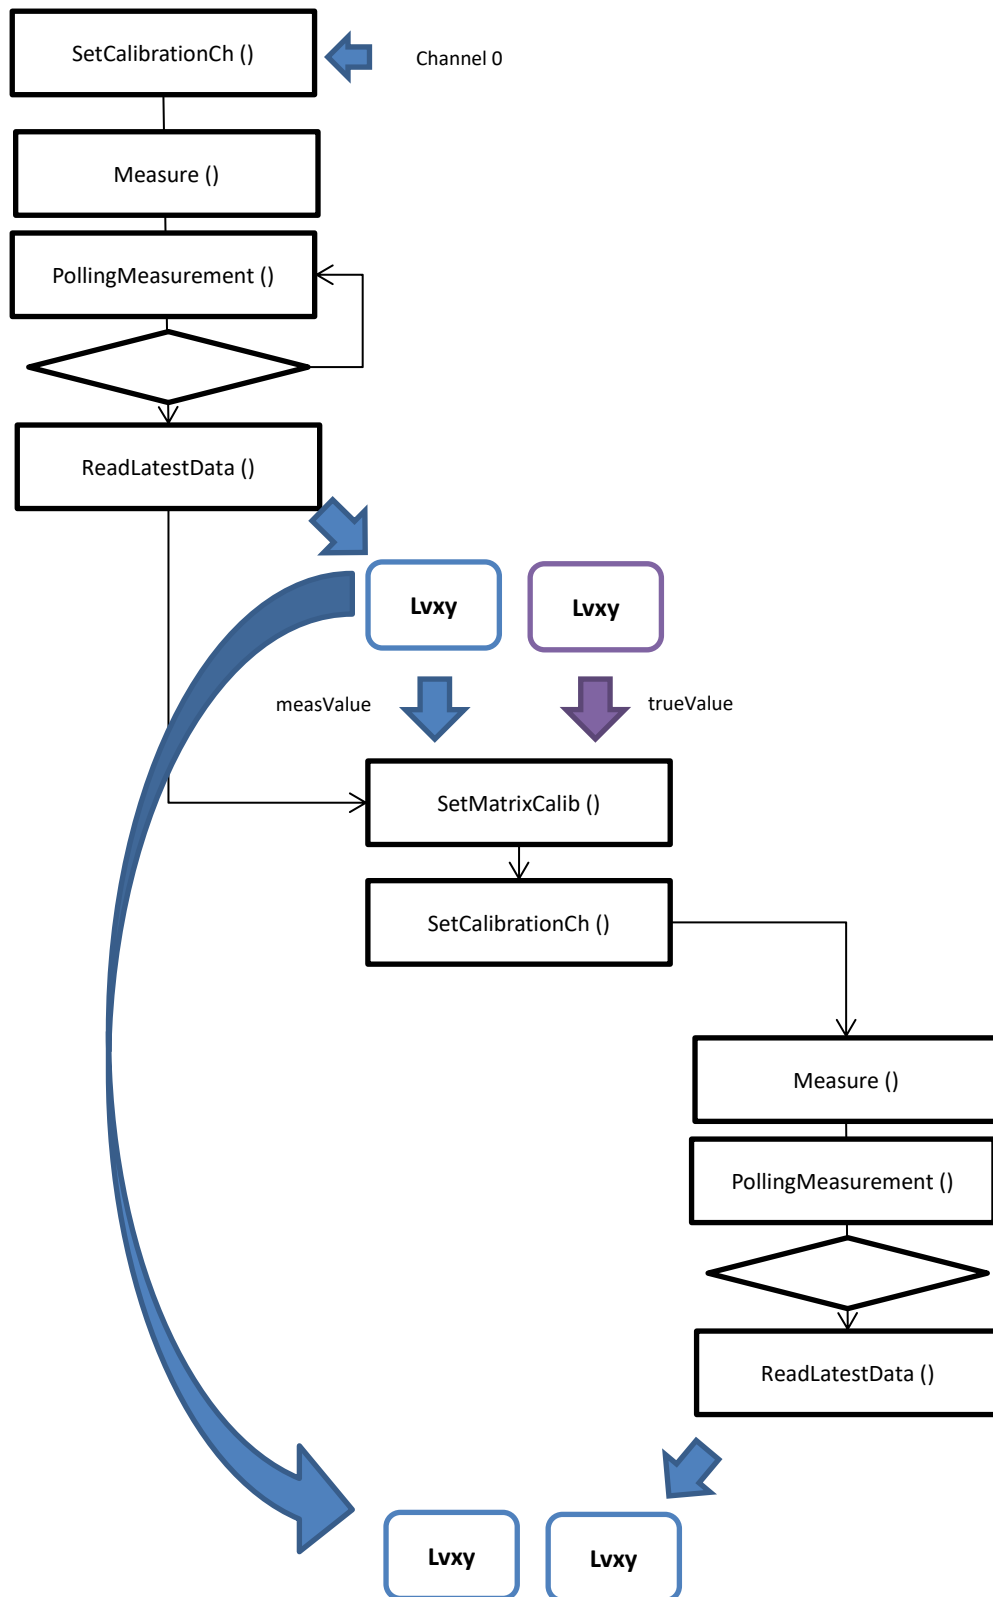 SetCalibrationCh ()
Channel 0
Measure ()
PollingMeasurement ()
ReadLatestData ()
Lvxy
Lvxy
measValue
trueValue
SetMatrixCalib ()
SetCalibrationCh ()
Measure ()
PollingMeasurement ()
ReadLatestData ()
Lvxy
Lvxy